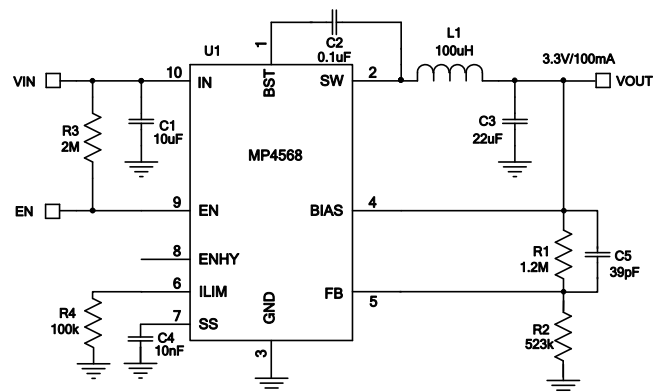 U1
1
C2
0.1uF
L1
100uH
3.3V/100mA
VIN
10
IN
BST
SW
2
VOUT
R3
2M
C1
10uF
C3
22uF
MP4568
EN
9
EN
BIAS
4
8
ENHY
R1
1.2M
C5
39pF
6
ILIM
FB
5
R4
100k
7
SS
GND
C4
10nF
3
R2
523k